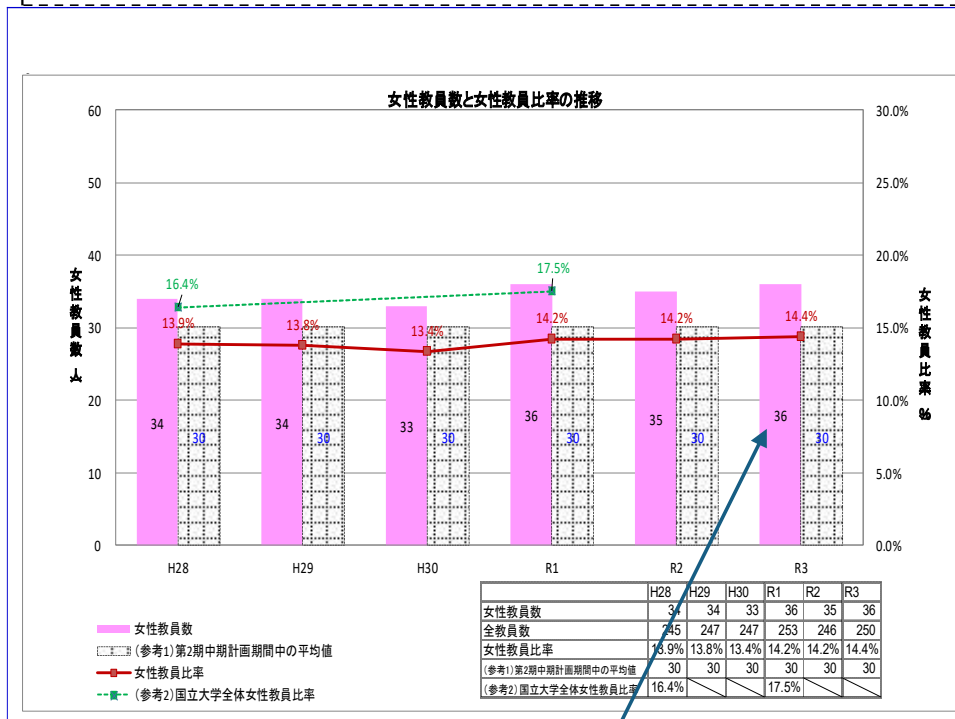 女性教員数と女性教員比率の推移
60
50
40
30
20
10
0
女性教員数 人
30.0%
25.0%
20.0%
15.0%
10.0%
5.0%
0.0%
女性教員比率 %
16.4%
17.5%
13.9%
13.8%
13.4%
14.2%
14.2%
14.4%
34
30
34
30
33
30
36
30
35
30
36
30
H28
H29
H30
R1
R2
R3
女性教員数
(参考1)第2期中期計画期間中の平均値
女性教員比率
(参考2)国立大学全体女性教員比率
H28 H29 H30 R1 R2 R3
女性教員数 34 34 33 36 35 36
全教員数 245 247 247 253 246 250
女性教員比率 13.9% 13.8% 13.4% 14.2% 14.2% 14.4%
(参考1)第2期中期計画期間中の平均値 30 30 30 30 30 30
(参考2)国立大学全体女性教員比率 16.4% 17.5%